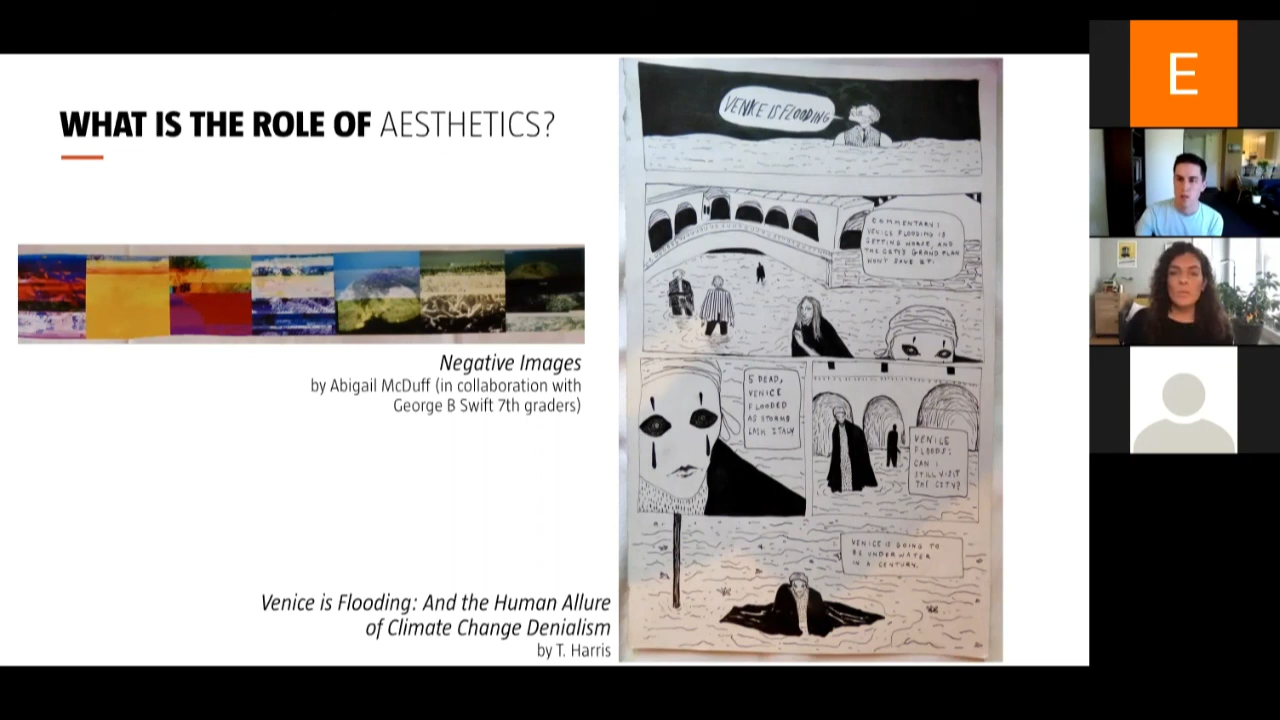 WHAT IS THE ROLE OF AESTHETICS?
Negative Images
by Abigail McDuff (in collaboration with
George B Swift 7th graders)
Venice is Flooding: And the Human Allure
of Climate Change Denialism
by T. Harris
VENICE IS FLOODING
COMMENTARY:
VENICE FLOODING IS
GETTING WORSE, AND
THE CITY'S GRAND PLAN
WON'T SAVE IT.
5 DEAD,
VENICE
FLOODED
AS STORMS
LASH ITALY
VENICE
FLOODS:
CAN I
STILL VISIT
THE CITY?
VENICE IS GOING TO
BE UNDERWATER
IN A CENTURY.
E